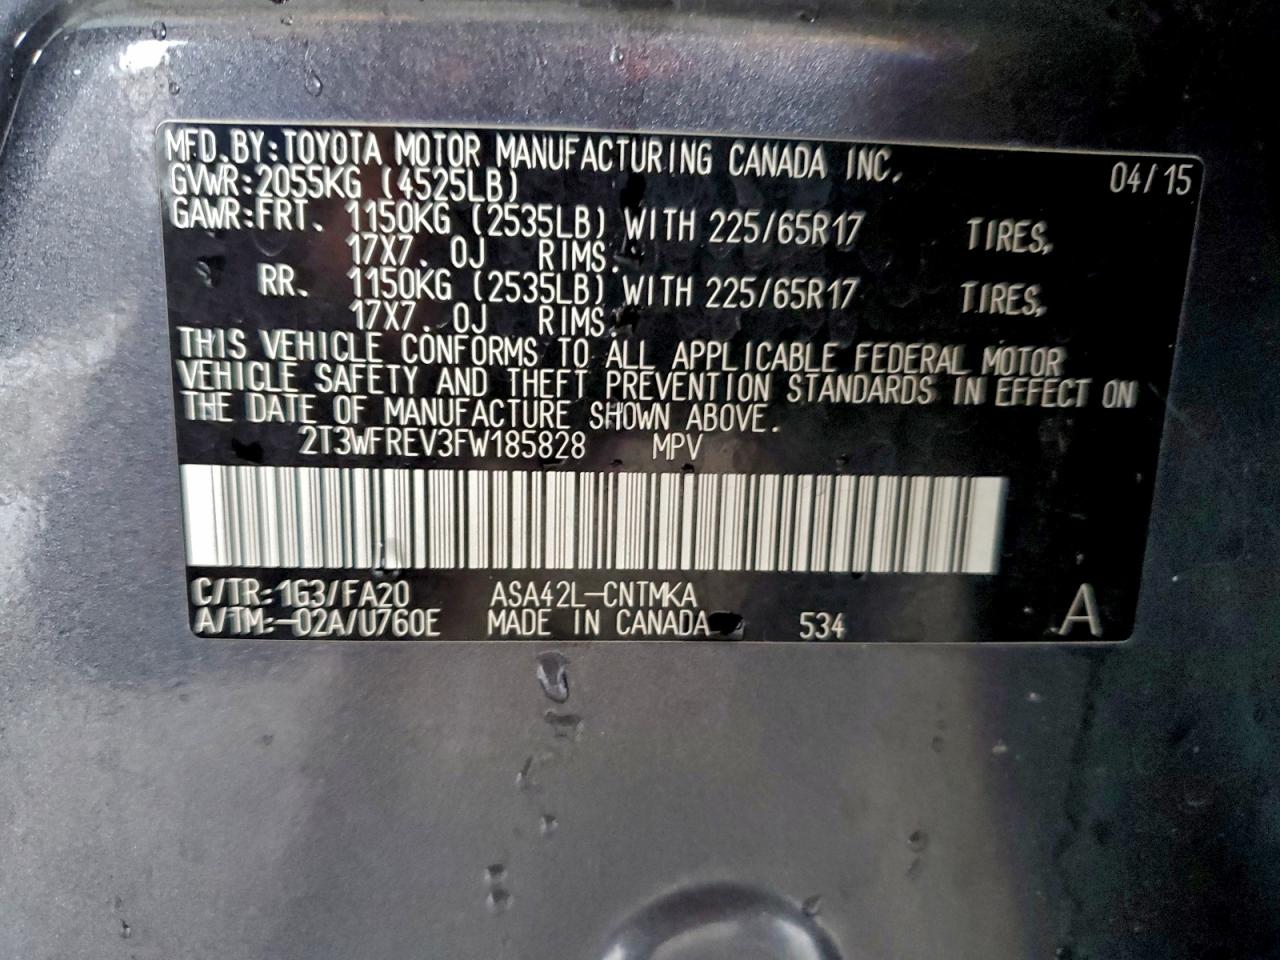 MFD. BY: TOYOTA MOTOR MANUFACTURING CANADA INC. 04/15
GVWR: 2055KG (4525LB)
GAWR: FRT. 1150KG (2535LB) WITH 225/65R17 TIRES,
17X7.0J RIMS.
RR. 1150KG (2535LB) WITH 225/65R17 TIRES,
17X7.0J RIMS.
THIS VEHICLE CONFORMS TO ALL APPLICABLE FEDERAL MOTOR
VEHICLE SAFETY AND THEFT PREVENTION STANDARDS IN EFFECT ON
THE DATE OF MANUFACTURE SHOWN ABOVE.
2T3WFREV3FW185828 MPV
C/TR: 1G3/FA20 ASA42L-CNTMKA A
A/TM: -02A/U760E MADE IN CANADA 534